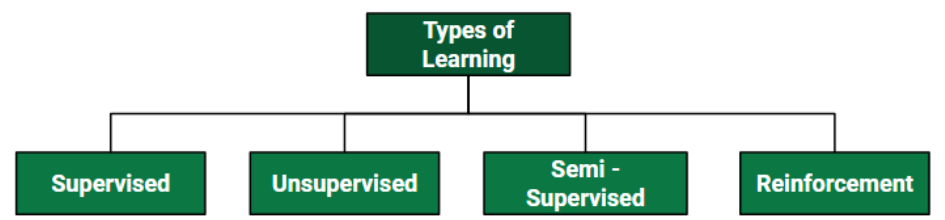 Types of
Learning
Supervised
Unsupervised
Semi -
Supervised
Reinforcement